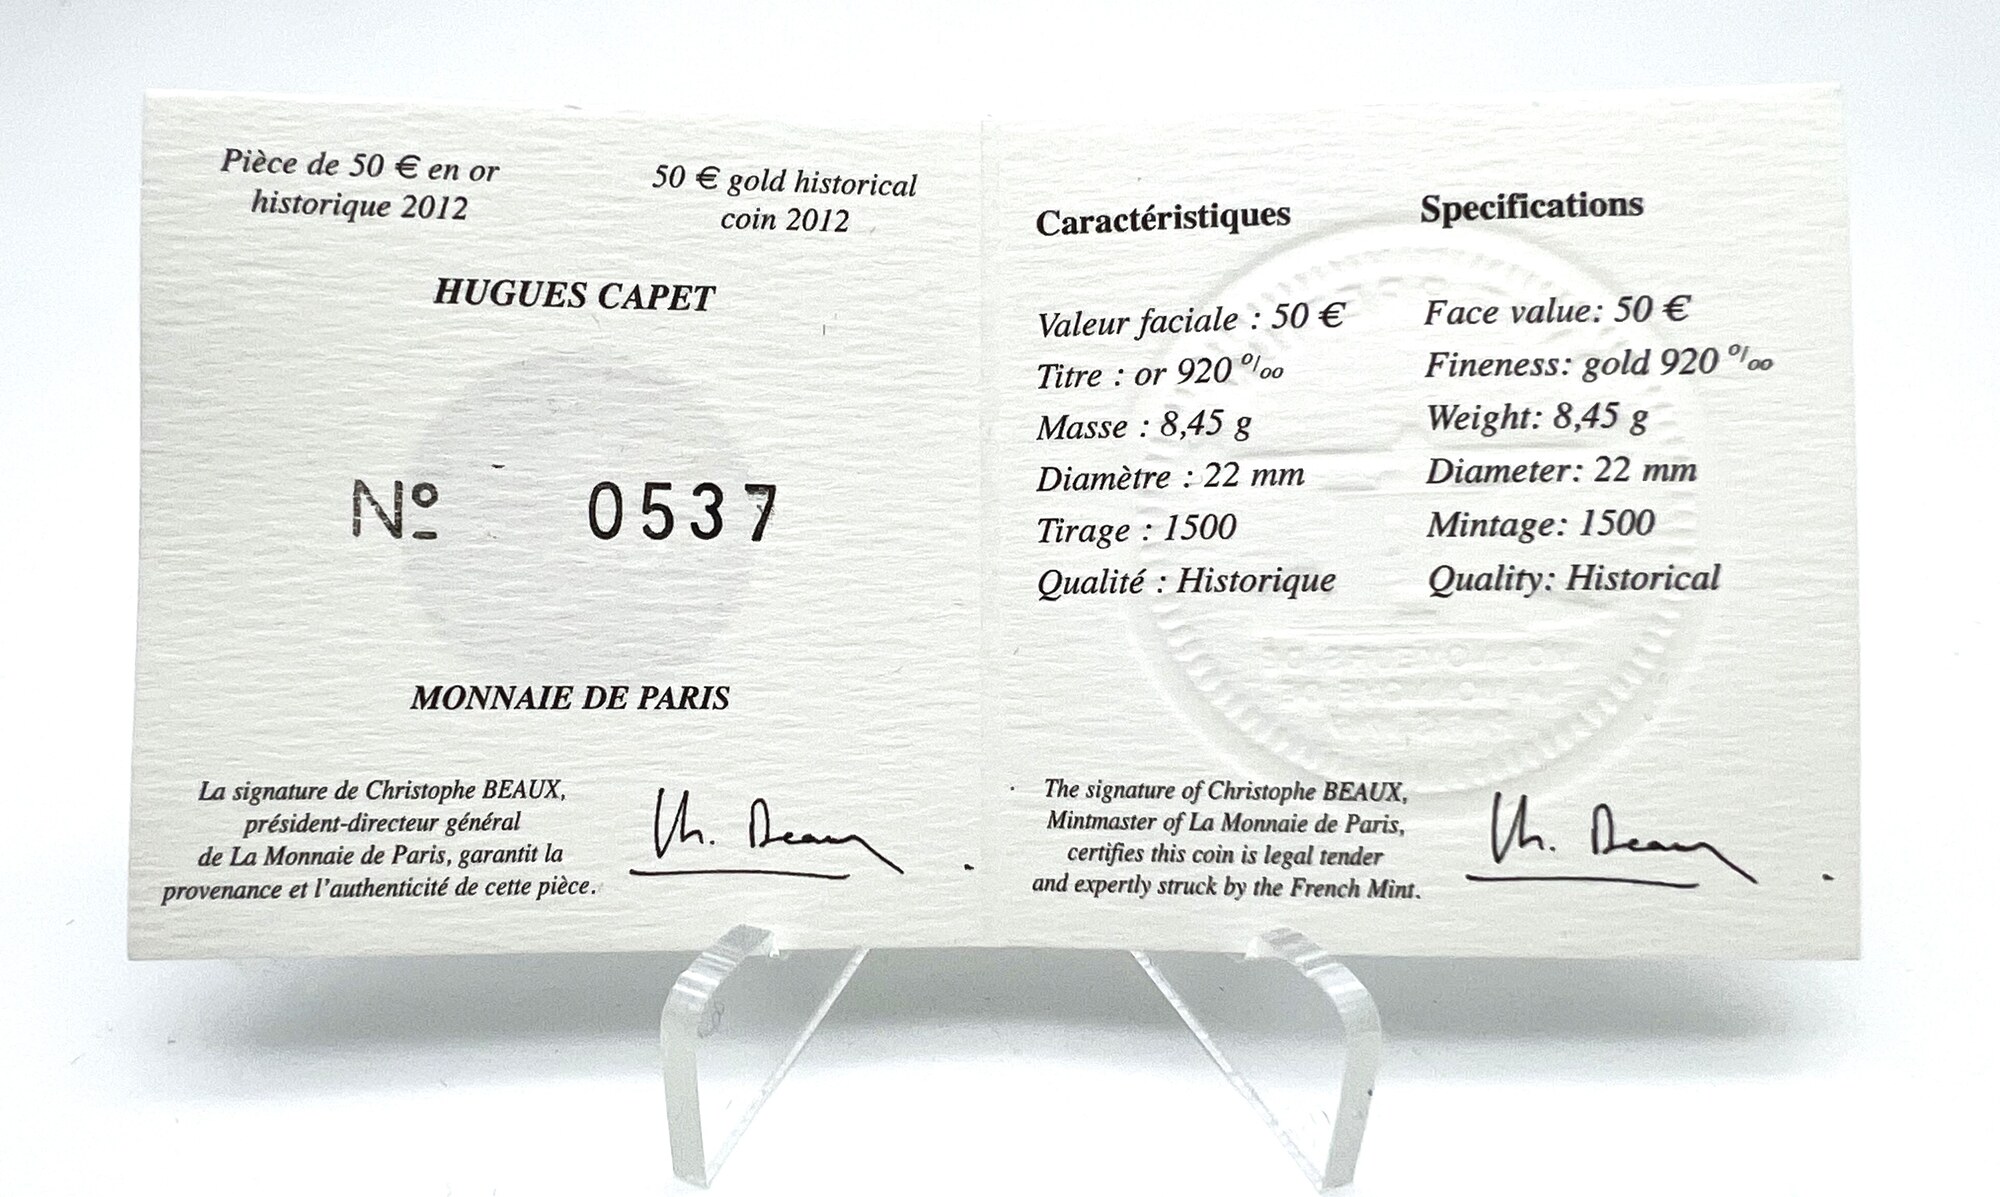 Pièce de 50 € en or
historique 2012
50 € gold historical
coin 2012
HUGUES CAPET
Nº 0537
MONNAIE DE PARIS
La signature de Christophe BEAUX,
président-directeur général
de La Monnaie de Paris, garantit la
provenance et l'authenticité de cette pièce.
Ch. Beaux
Caractéristiques
Valeur faciale : 50 €
Titre : or 920 ‰
Masse : 8,45 g
Diamètre : 22 mm
Tirage : 1500
Qualité : Historique
Specifications
Face value: 50 €
Fineness: gold 920 ‰
Weight: 8,45 g
Diameter: 22 mm
Mintage: 1500
Quality: Historical
The signature of Christophe BEAUX,
Mintmaster of La Monnaie de Paris,
certifies this coin is legal tender
and expertly struck by the French Mint.
Ch. Beaux